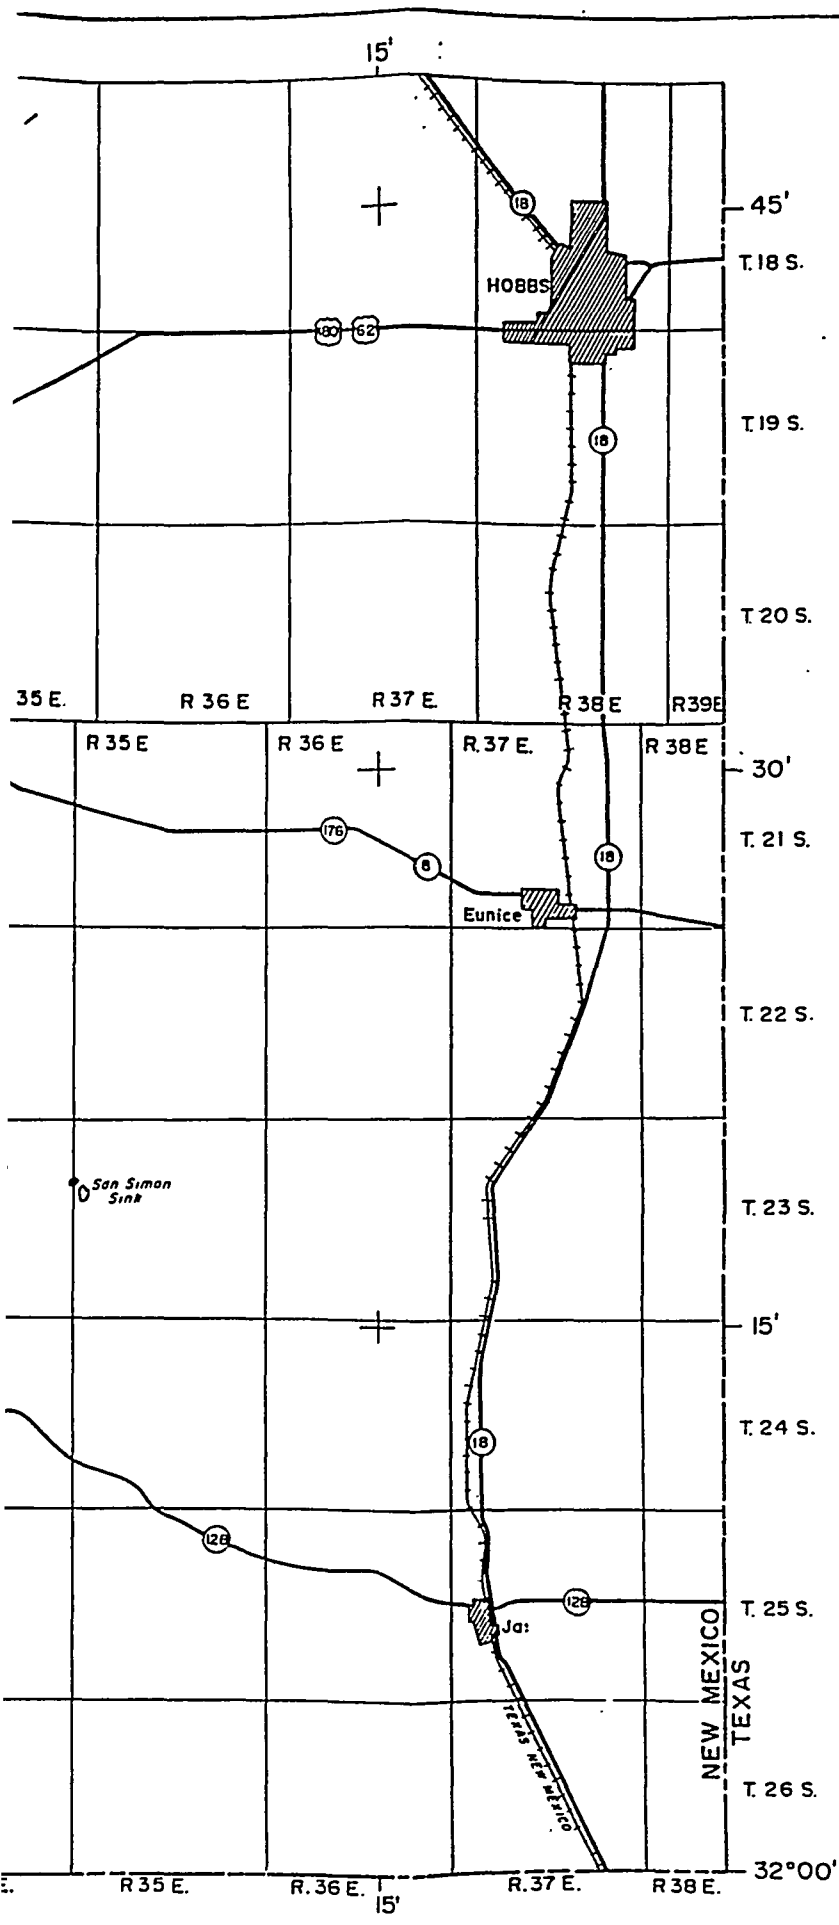 15'
18
45'
T. 18 S.
HOBBS
180 62
T. 19 S.
18
T. 20 S.
35 E. R 36 E R 37 E. R 38 E R39E
R 35 E R 36 E R 37 E. R 38 E
30'
176
T. 21 S.
18
8
Eunice
T. 22 S.
San Simon
Sink
T. 23 S.
15'
T. 24 S.
18
128
128
T. 25 S.
Ja
NEW MEXICO
TEXAS
TEXAS NEW MEXICO
T. 26 S.
32°00'
E. R 35 E. R. 36 E. R. 37 E. R 38 E.
15'